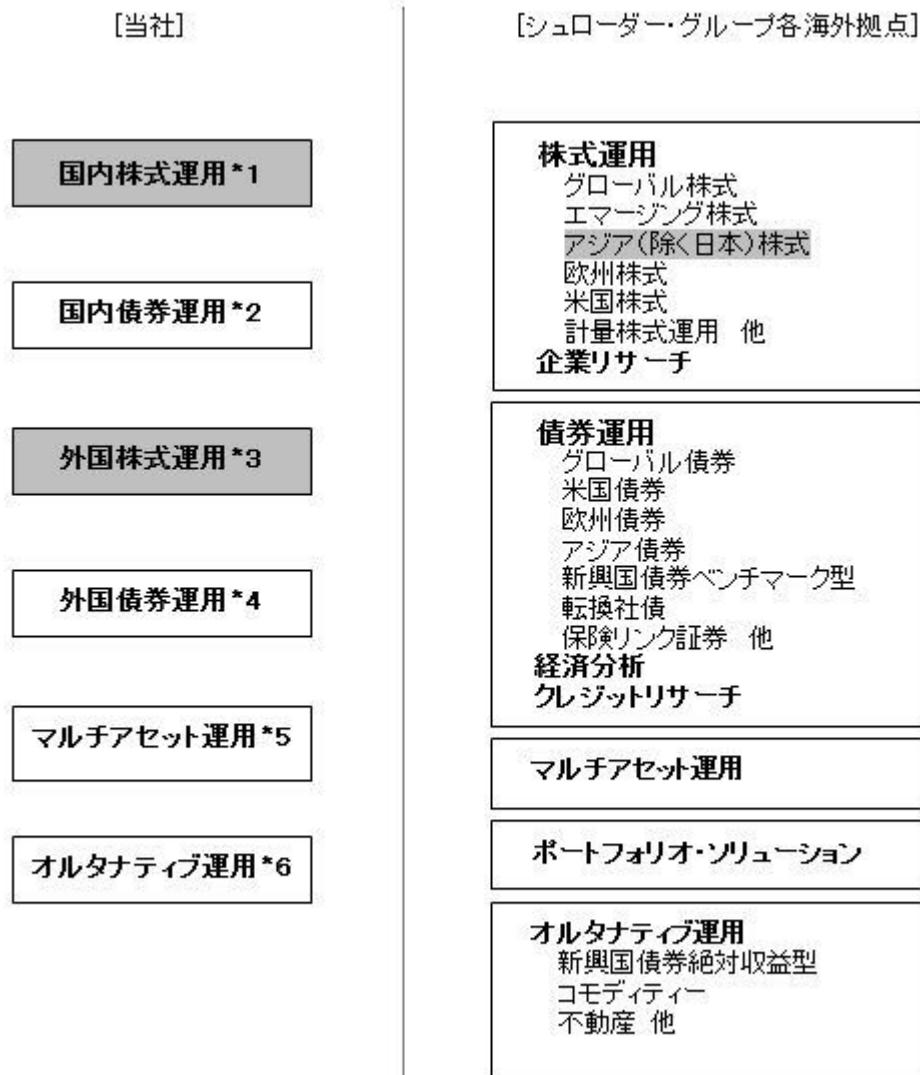 [当社]
国内株式運用*1
国内債券運用*2
外国株式運用*3
外国債券運用*4
マルチアセット運用*5
オルタナティブ運用*6
[シュローダー・グループ各海外拠点]
株式運用
グローバル株式
エマージング株式
アジア(除く日本)株式
欧州株式
米国株式
計量株式運用 他
企業リサーチ
債券運用
グローバル債券
米国債券
欧州債券
アジア債券
新興国債券ベンチマーク型
転換社債
保険リンク証券 他
経済分析
クレジットリサーチ
マルチアセット運用
ポートフォリオ・ソリューション
オルタナティブ運用
新興国債券絶対収益型
コモディティー
不動産 他